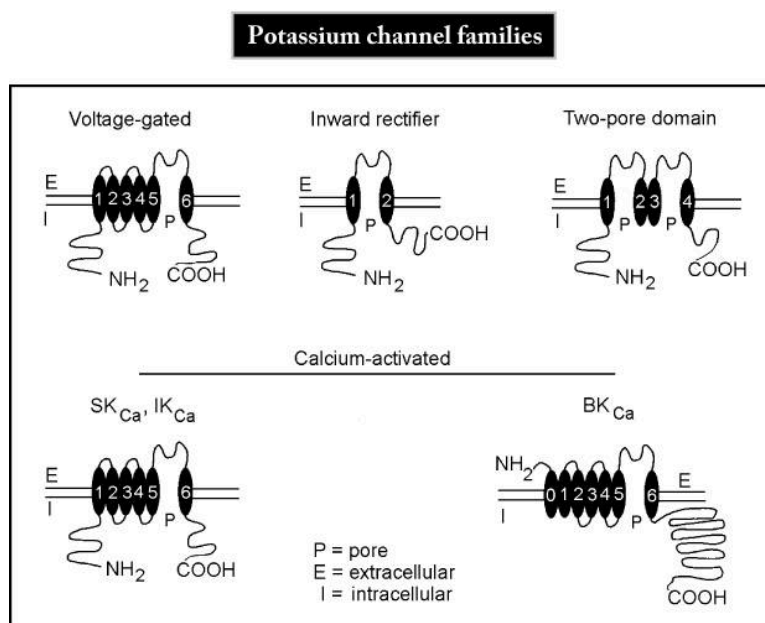 Potassium channel families
Voltage-gated
Inward rectifier
Two-pore domain
E
I
1 2 3 4 5 6
P
NH2
COOH
1 2
P
NH2
COOH
1 2 3 4
P P
NH2
COOH
Calcium-activated
SKCa, IKCa
BKCa
E
I
1 2 3 4 5 6
P
NH2
COOH
NH2
E
I
0 1 2 3 4 5 6
P
COOH
P = pore
E = extracellular
I = intracellular